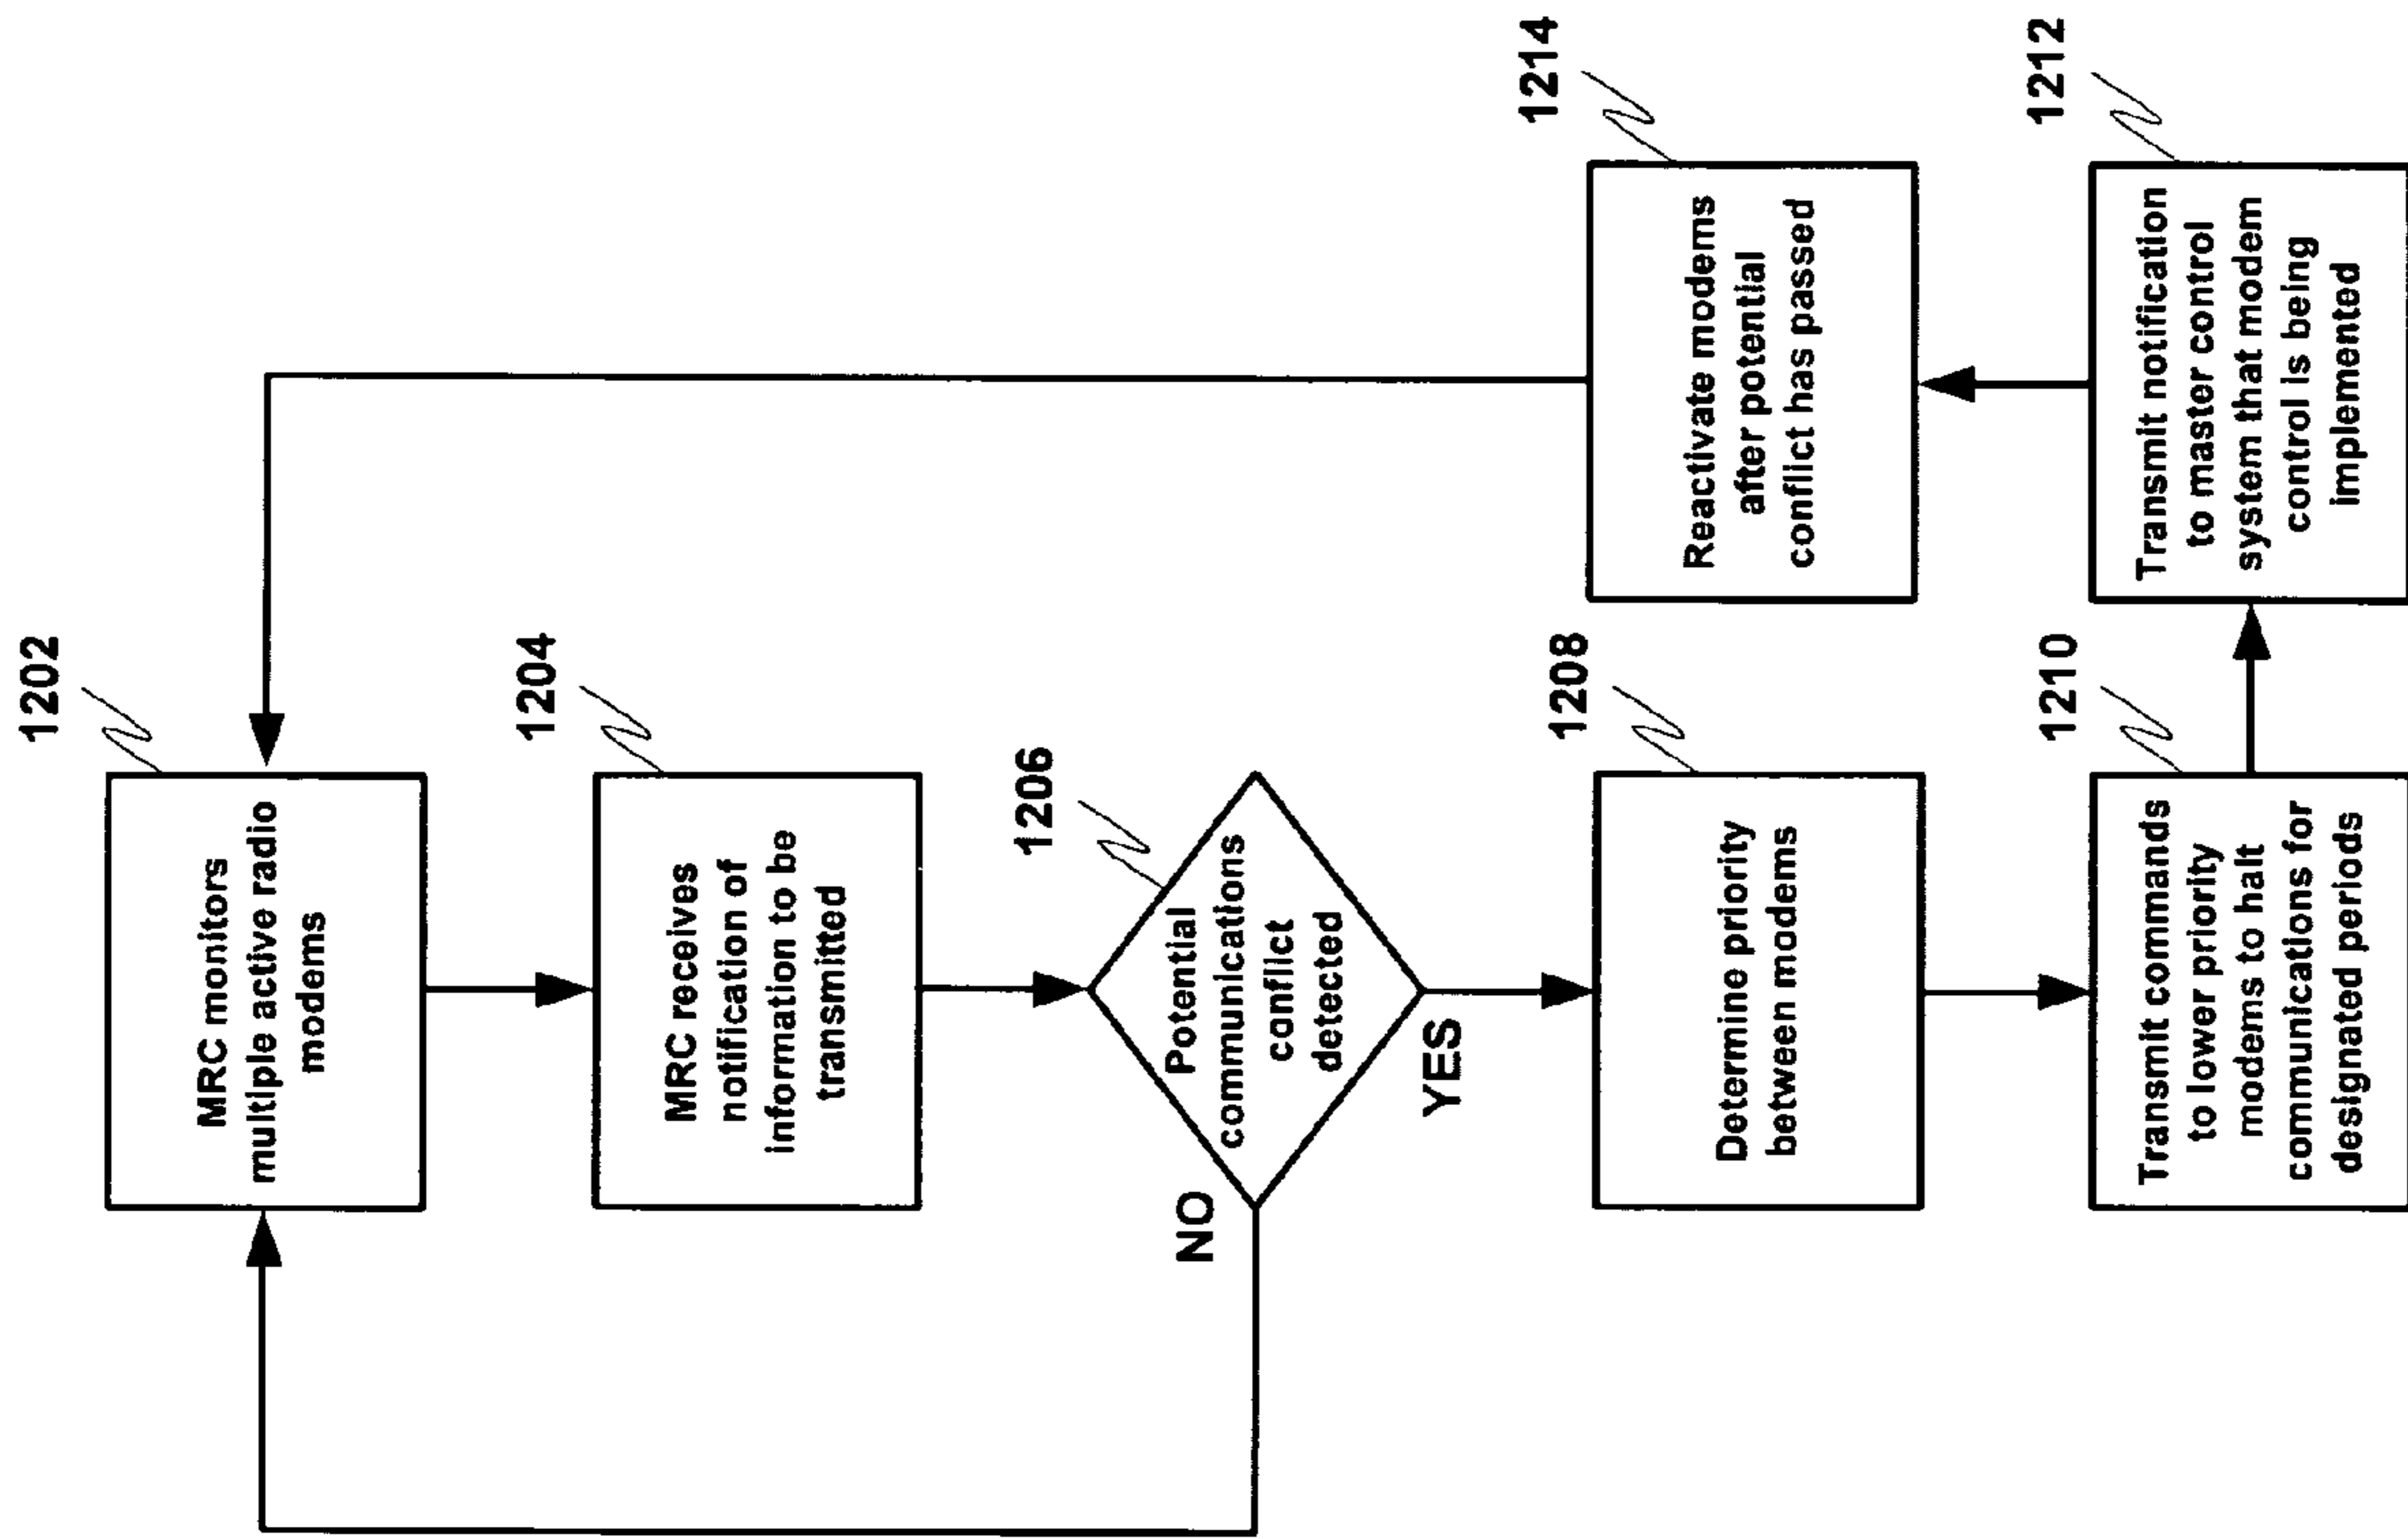 1202
MRC monitors
multiple active radio
modems
1204
MRC receives
notification of
information to be
transmitted
1206
Potential
communications
conflict
detected
NO
YES
1208
Determine priority
between modems
1210
Transmit commands
to lower priority
modems to halt
communications for
designated periods
1212
Transmit notification
to master control
system that modem
control is being
implemented
1214
Reactivate modems
after potential
conflict has passed